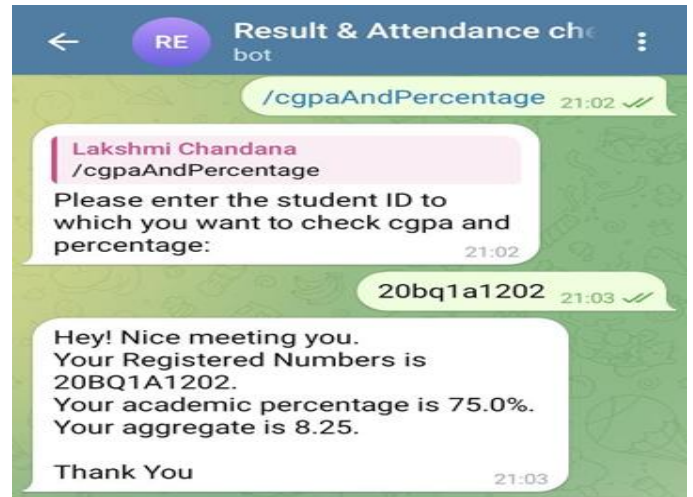 RE
Result & Attendance ch
bot
/cgpaAndPercentage 21:02
Lakshmi Chandana
/cgpaAndPercentage
Please enter the student ID to
which you want to check cgpa and
percentage:
21:02
20bq1a1202 21:03
Hey! Nice meeting you.
Your Registered Numbers is
20BQ1A1202.
Your academic percentage is 75.0%.
Your aggregate is 8.25.
Thank You
21:03